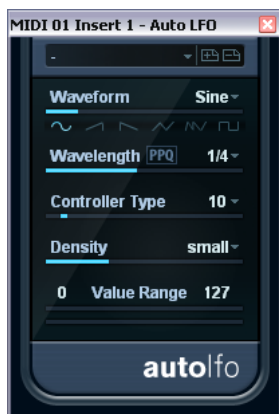 MIDI 01 Insert 1 - Auto LFO
-
Waveform Sine
Wavelength PPQ 1/4
Controller Type 10
Density small
0 Value Range 127
autolfo